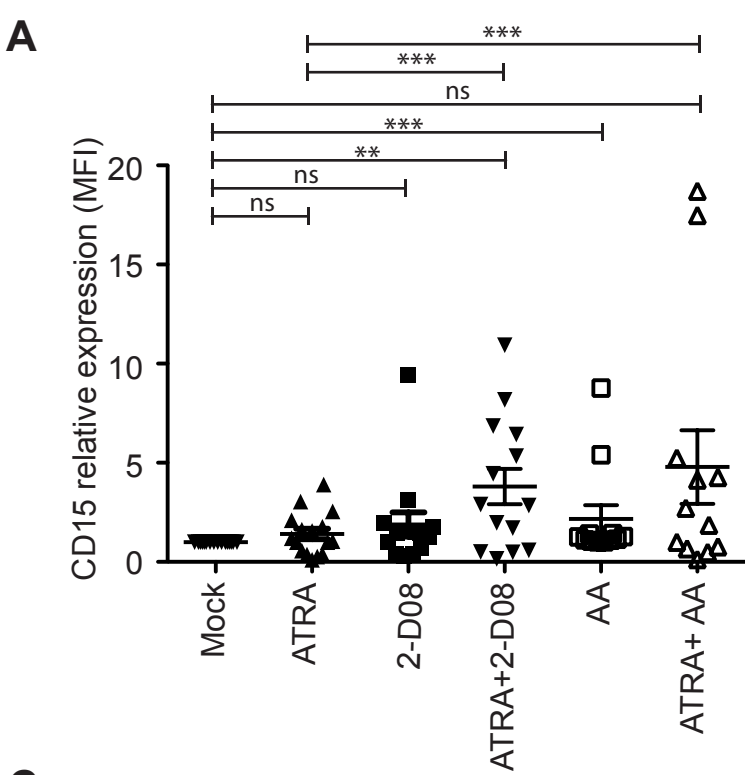 A
***
***
ns
***
**
ns
ns
CD15 relative expression (MFI)
20
15
10
5
0
Mock
ATRA
2-D08
ATRA+2-D08
AA
ATRA+ AA